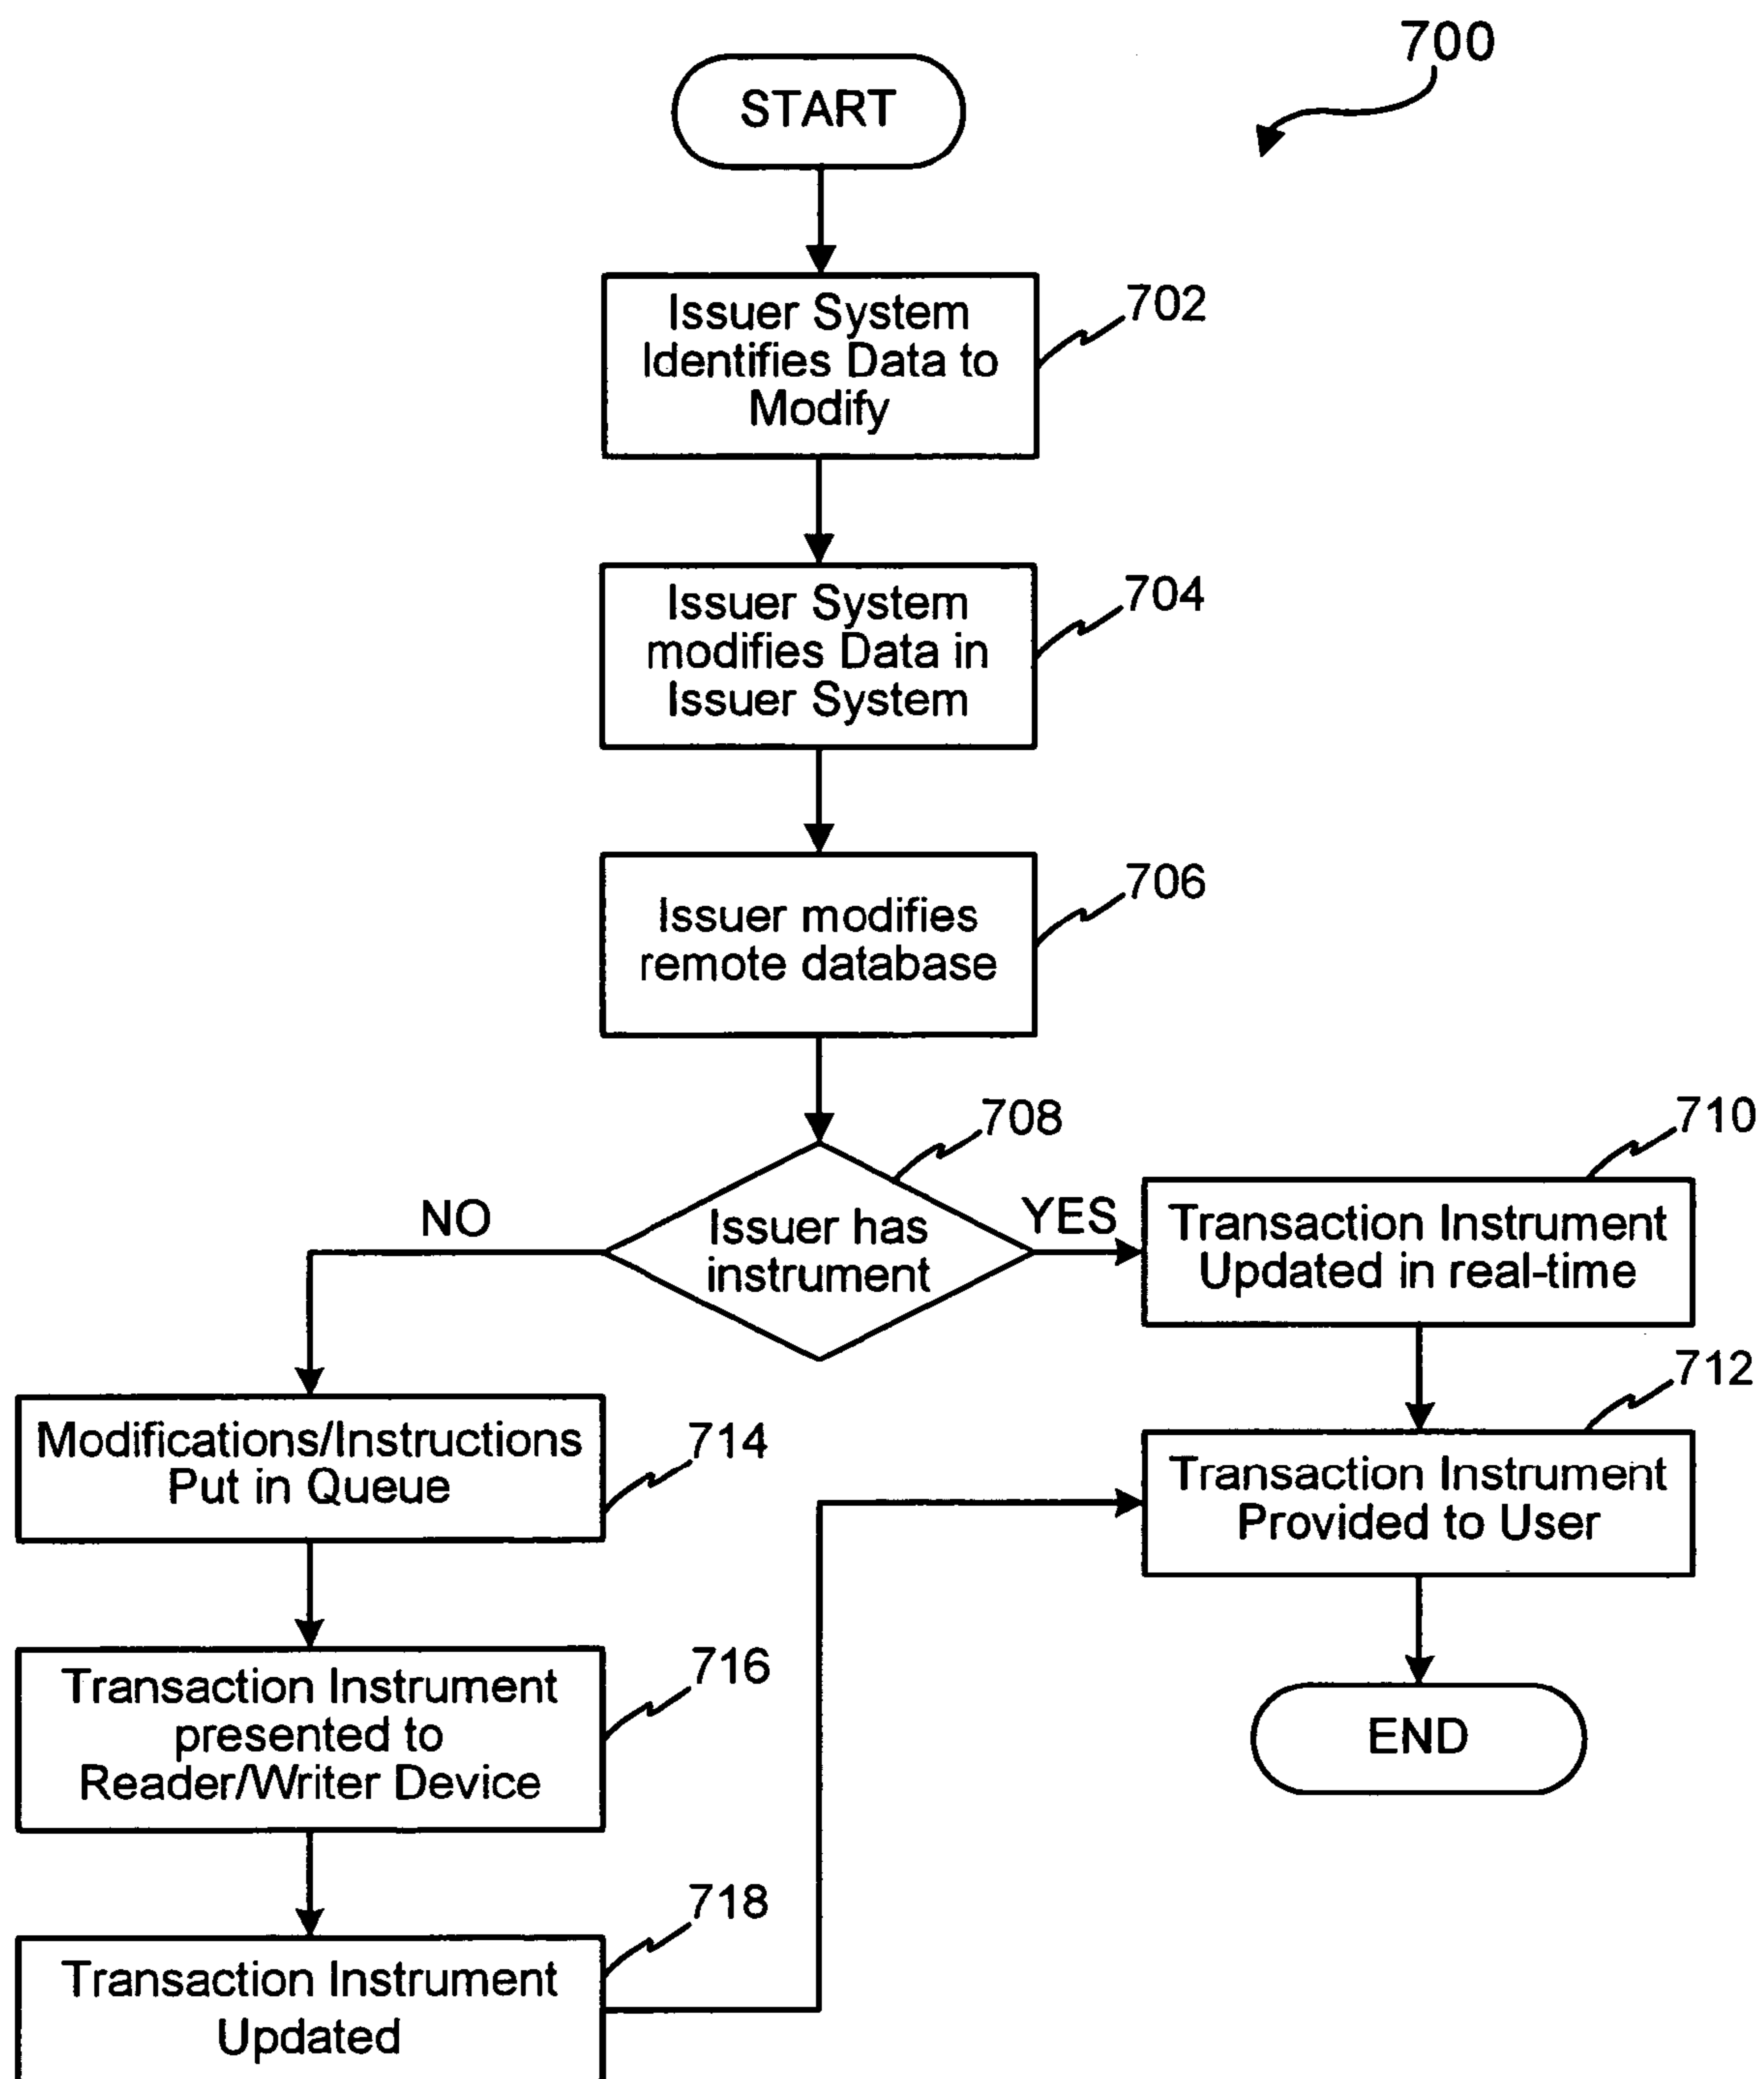 700
START
Issuer System
Identifies Data to
Modify
702
Issuer System
modifies Data in
Issuer System
704
Issuer modifies
remote database
706
708
Issuer has
instrument
NO
YES
710
Transaction Instrument
Updated in real-time
712
Transaction Instrument
Provided to User
END
Modifications/Instructions
Put in Queue
714
Transaction Instrument
presented to
Reader/Writer Device
716
Transaction Instrument
Updated
718